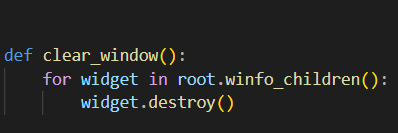 def clear_window():
    for widget in root.winfo_children():
        widget.destroy()